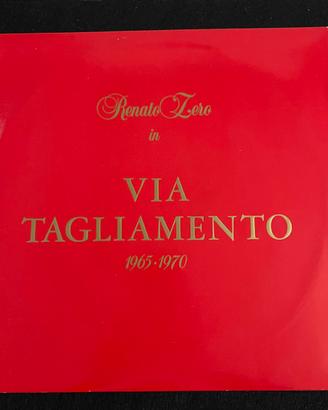 Renato Zero
in
VIA
TAGLIAMENTO
1965·1970